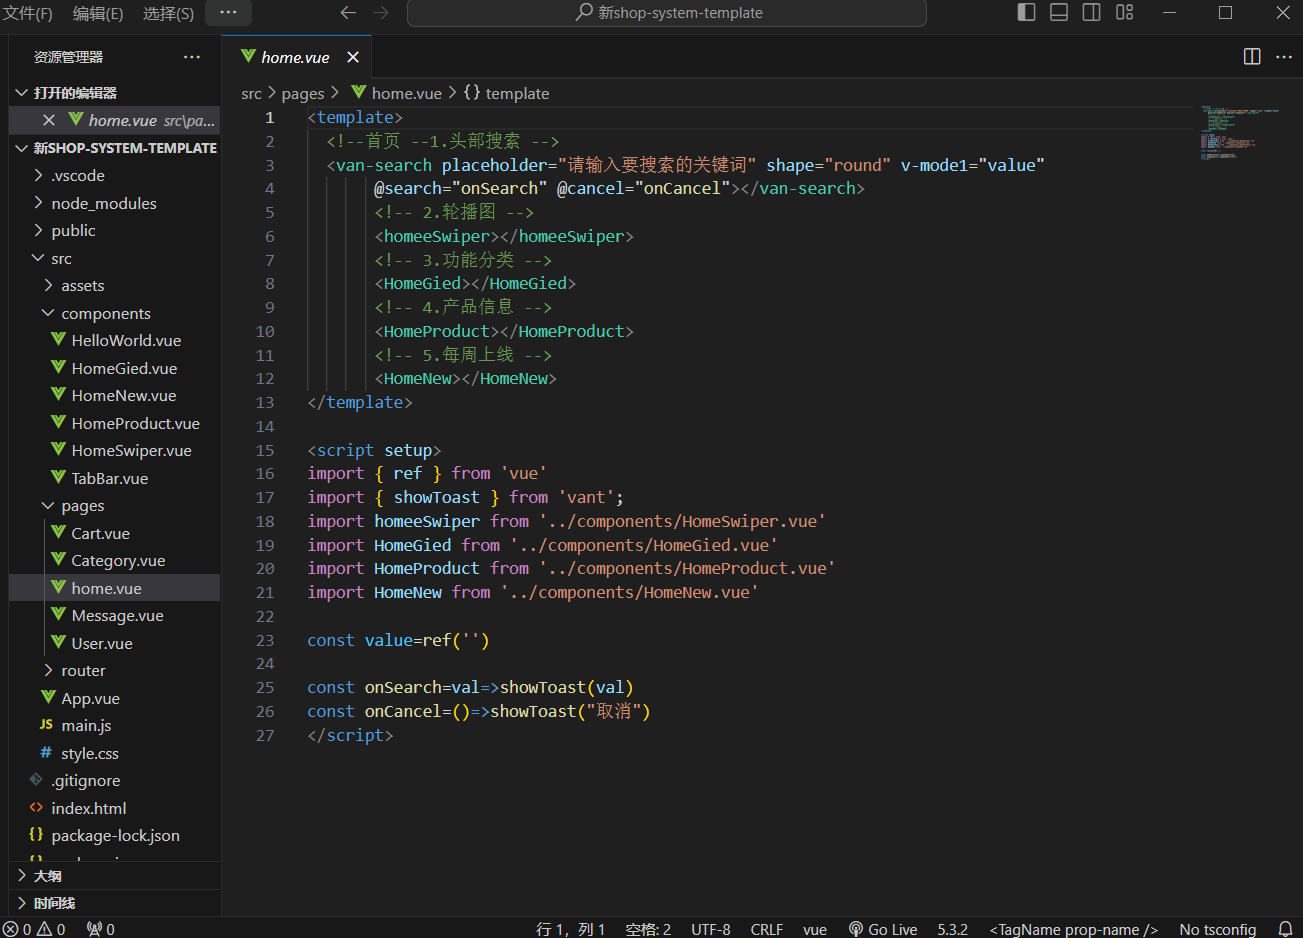 文件(F) 编辑(E) 选择(S) ··· 新shop-system-template
资源管理器 ···
打开的编辑器
home.vue src\pa...
新SHOP-SYSTEM-TEMPLATE
.vscode
node_modules
public
src
assets
components
HelloWorld.vue
HomeGied.vue
HomeNew.vue
HomeProduct.vue
HomeSwiper.vue
TabBar.vue
pages
Cart.vue
Category.vue
home.vue
Message.vue
User.vue
router
App.vue
JS main.js
# style.css
.gitignore
<> index.html
{} package-lock.json
大纲
时间线
home.vue
src > pages > home.vue > {} template
1 <template>
2 <!--首页 --1.头部搜索 -->
3 <van-search placeholder="请输入要搜索的关键词" shape="round" v-mode1="value"
4 @search="onSearch" @cancel="onCancel"></van-search>
5 <!-- 2.轮播图 -->
6 <homeeSwiper></homeeSwiper>
7 <!-- 3.功能分类 -->
8 <HomeGied></HomeGied>
9 <!-- 4.产品信息 -->
10 <HomeProduct></HomeProduct>
11 <!-- 5.每周上线 -->
12 <HomeNew></HomeNew>
13 </template>
14
15 <script setup>
16 import { ref } from 'vue'
17 import { showToast } from 'vant';
18 import homeeSwiper from '../components/HomeSwiper.vue'
19 import HomeGied from '../components/HomeGied.vue'
20 import HomeProduct from '../components/HomeProduct.vue'
21 import HomeNew from '../components/HomeNew.vue'
22
23 const value=ref('')
24
25 const onSearch=val=>showToast(val)
26 const onCancel=()=>showToast("取消")
27 </script>
0 0 0 行 1，列 1 空格: 2 UTF-8 CRLF vue Go Live 5.3.2 <TagName prop-name /> No tsconfig